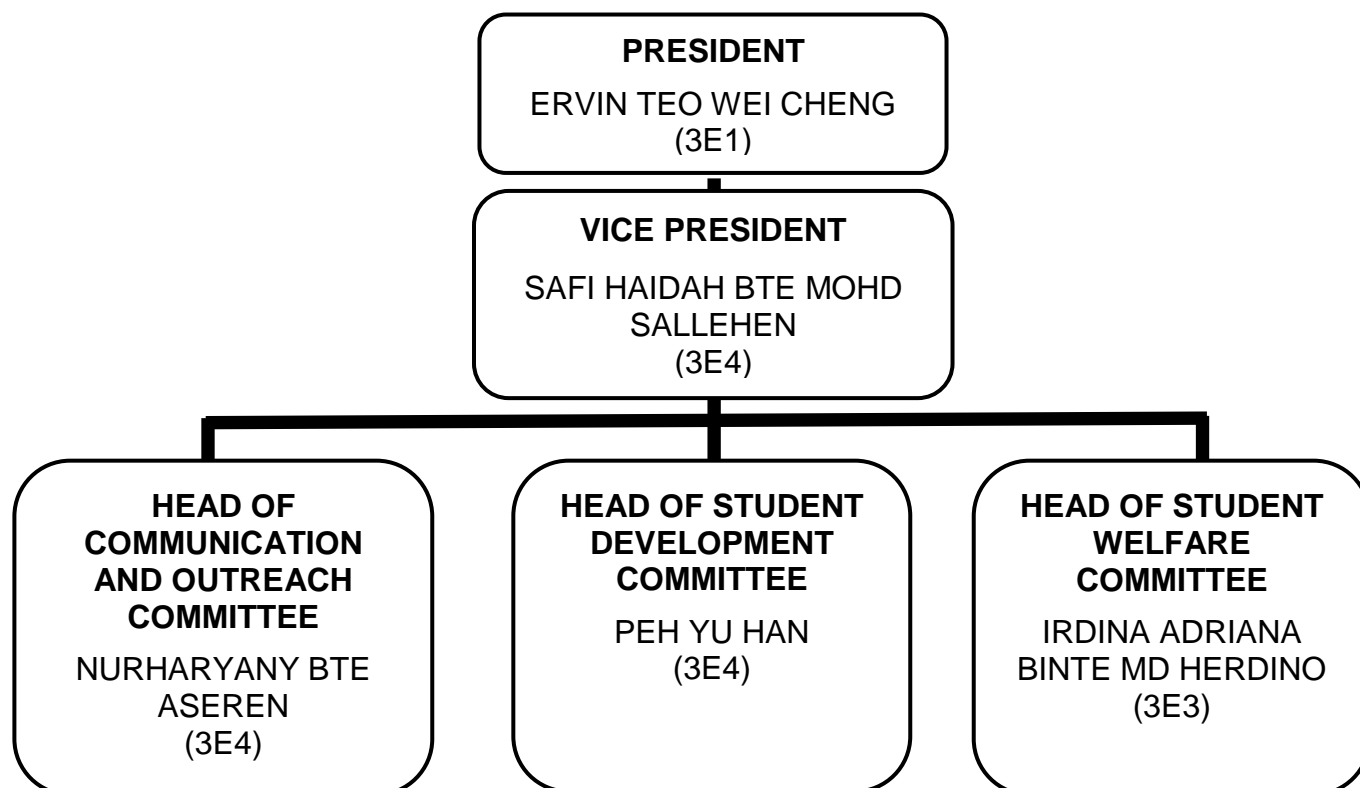 PRESIDENT
ERVIN TEO WEI CHENG
(3E1)
VICE PRESIDENT
SAFI HAIDAH BTE MOHD
SALLEHEN
(3E4)
HEAD OF
COMMUNICATION
AND OUTREACH
COMMITTEE
NURHARYANY BTE
ASEREN
(3E4)
HEAD OF STUDENT
DEVELOPMENT
COMMITTEE
PEH YU HAN
(3E4)
HEAD OF STUDENT
WELFARE
COMMITTEE
IRDINA ADRIANA
BINTE MD HERDINO
(3E3)